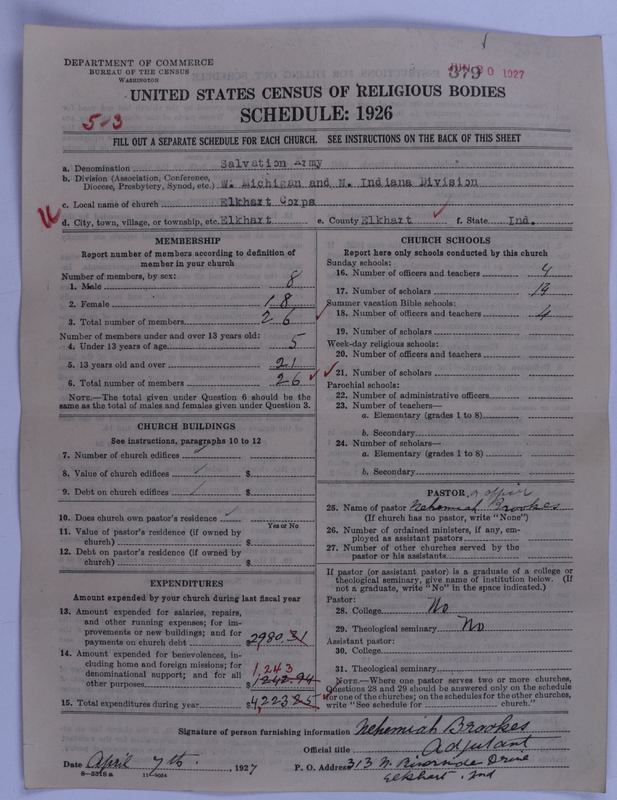 DEPARTMENT OF COMMERCE
BUREAU OF THE CENSUS
WASHINGTON
379
JUN 20 1927
UNITED STATES CENSUS OF RELIGIOUS BODIES
SCHEDULE: 1926
5-3
FILL OUT A SEPARATE SCHEDULE FOR EACH CHURCH. SEE INSTRUCTIONS ON THE BACK OF THIS SHEET
a. Denomination Salvation Army
b. Division (Association, Conference, Diocese, Presbytery, Synod, etc.) W. Michigan and N. Indiana Division
c. Local name of church Elkhart Corps
d. City, town, village, or township, etc. Elkhart e. County Elkhart f. State Ind.
MEMBERSHIP
Report number of members according to definition of
member in your church
Number of members, by sex:
1. Male 8
2. Female 18
3. Total number of members 26
Number of members under and over 13 years old:
4. Under 13 years of age 5
5. 13 years old and over 21
6. Total number of members 26
NOTE.—The total given under Question 6 should be the
same as the total of males and females given under Question 3.
CHURCH BUILDINGS
See instructions, paragraphs 10 to 12
7. Number of church edifices
8. Value of church edifices $
9. Debt on church edifices $
10. Does church own pastor's residence
Yes or No
11. Value of pastor's residence (if owned by
church) $
12. Debt on pastor's residence (if owned by
church) $
EXPENDITURES
Amount expended by your church during last fiscal year
13. Amount expended for salaries, repairs,
and other running expenses; for im-
provements or new buildings; and for
payments on church debt $2980.81
14. Amount expended for benevolences, in-
cluding home and foreign missions; for
denominational support; and for all 1,243
other purposes $1242.94
15. Total expenditures during year $4,223
CHURCH SCHOOLS
Report here only schools conducted by this church
Sunday schools:
16. Number of officers and teachers 4
17. Number of scholars 19
Summer vacation Bible schools:
18. Number of officers and teachers 4
19. Number of scholars
Week-day religious schools:
20. Number of officers and teachers
21. Number of scholars
Parochial schools:
22. Number of administrative officers
23. Number of teachers—
a. Elementary (grades 1 to 8)
b. Secondary
24. Number of scholars—
a. Elementary (grades 1 to 8)
b. Secondary
PASTOR or officer
25. Name of pastor Nehemiah Brookes
(If church has no pastor, write "None")
26. Number of ordained ministers, if any, em-
ployed as assistant pastors
27. Number of other churches served by the
pastor or his assistants
If pastor (or assistant pastor) is a graduate of a college or
theological seminary, give name of institution below. (If
not a graduate, write "No" in the space indicated.)
Pastor:
28. College No
29. Theological seminary No
Assistant pastor:
30. College
31. Theological seminary
NOTE.—Where one pastor serves two or more churches,
Questions 28 and 29 should be answered only on the schedule
for one of the churches; on the schedules for the other churches,
write "See schedule for church."
Signature of person furnishing information Nehemiah Brookes
Official title Adjutant
Date April 7th, 1927 P. O. Address 313 N. Riverside Drive
8—5318a 11—9084 Elkhart, Ind